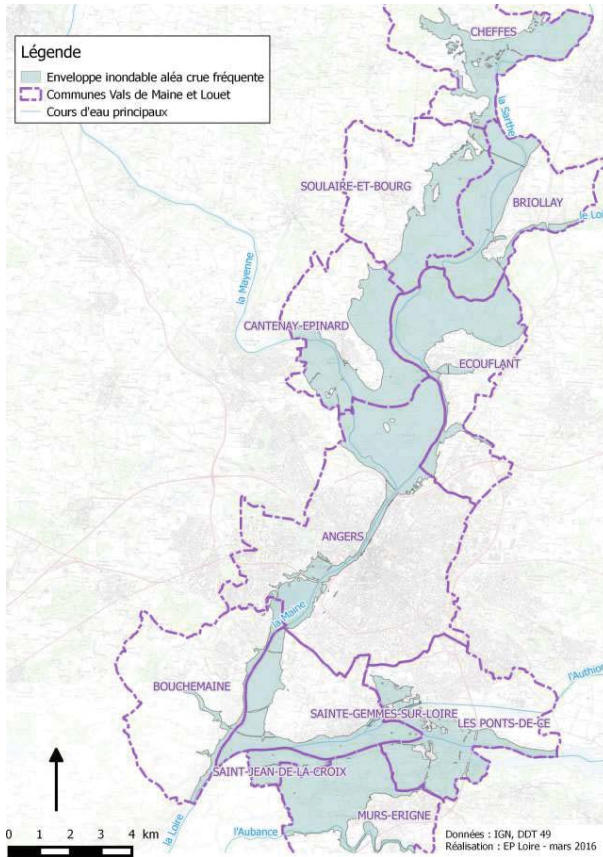 Légende
Enveloppe inondable aléa crue fréquente
Communes Vals de Maine et Louet
Cours d'eau principaux
CHEFFES
la Sarthe
SOULAIRE-ET-BOURG
BRIOLLAY
le Loi
la Mayenne
CANTENAY-EPINARD
ECOUFLANT
ANGERS
la Maine
BOUCHEMAINE
l'Authion
SAINTE-GEMMES-SUR-LOIRE
LES PONTS-DE-CE
SAINT-JEAN-DE-LA-CROIX
MURS-ERIGNE
la Loire
l'Aubance
0 1 2 3 4 km
Données : IGN, DDT 49
Réalisation : EP Loire - mars 2016